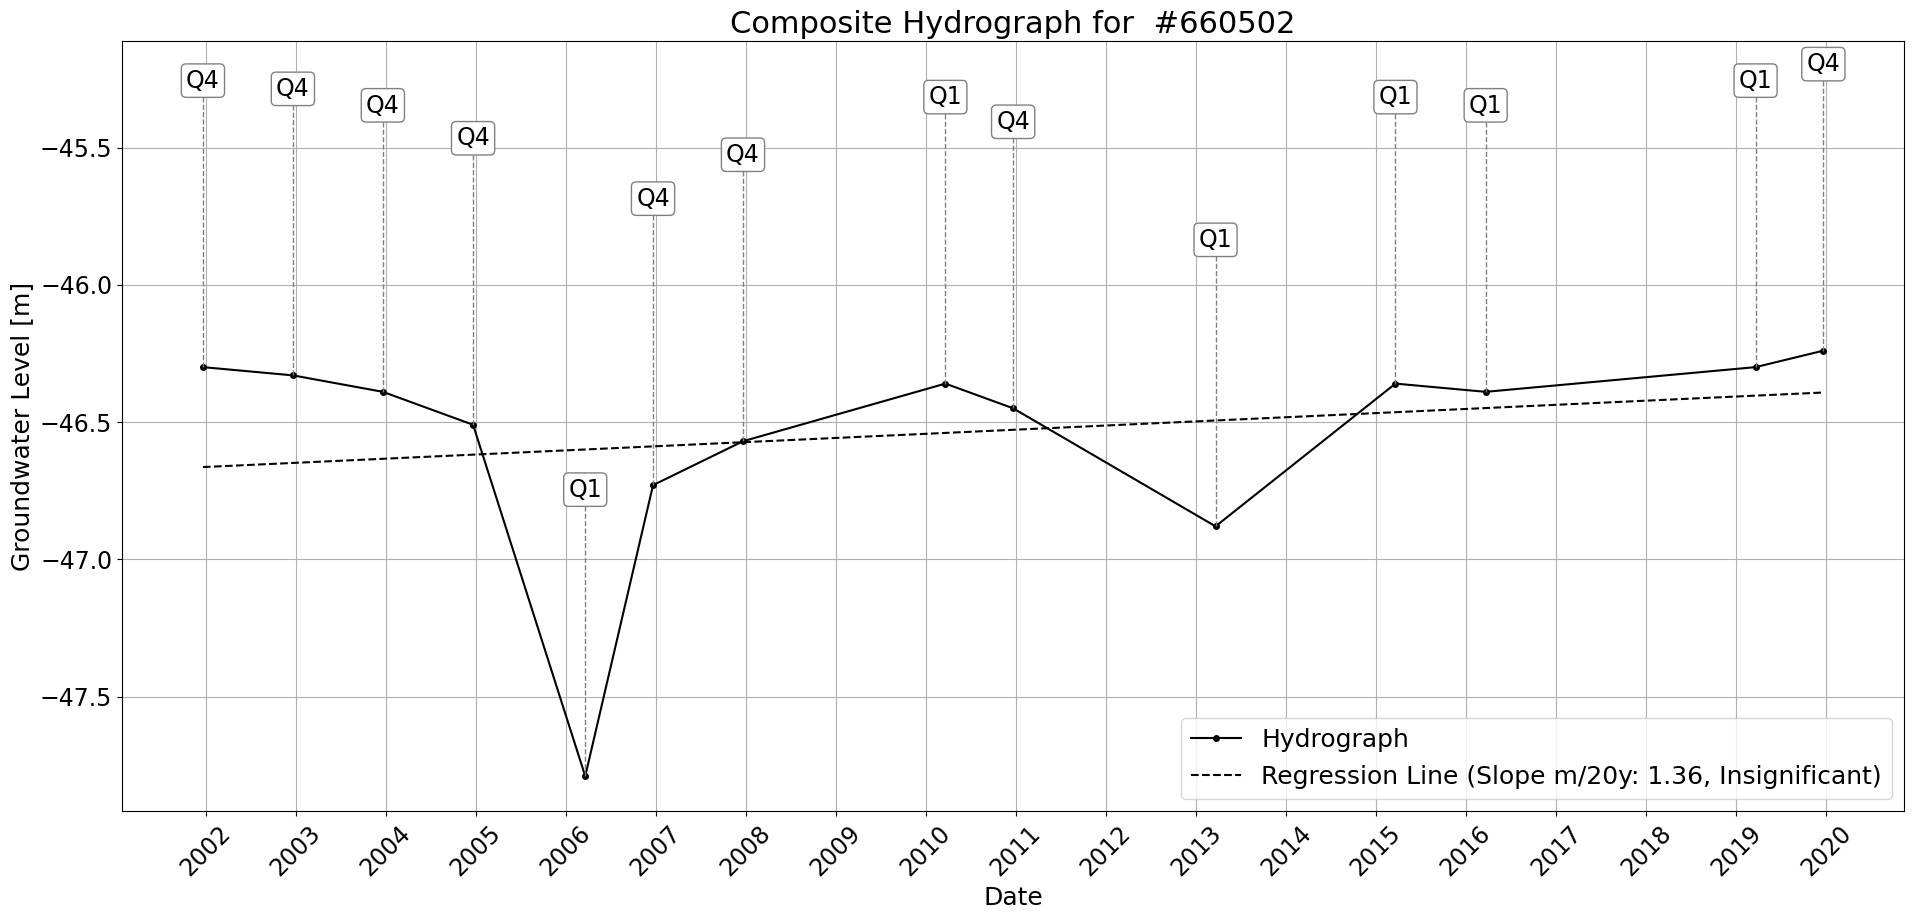 Composite Hydrograph for  #660502
Q4
Q4
Q4
Q4
Q1
Q4
Q4
Q1
Q4
Q1
Q1
Q1
Q1
Q4
Groundwater Level [m]
−45.5
−46.0
−46.5
−47.0
−47.5
Hydrograph
Regression Line (Slope m/20y: 1.36, Insignificant)
2002
2003
2004
2005
2006
2007
2008
2009
2010
2011
2012
2013
2014
2015
2016
2017
2018
2019
2020
Date